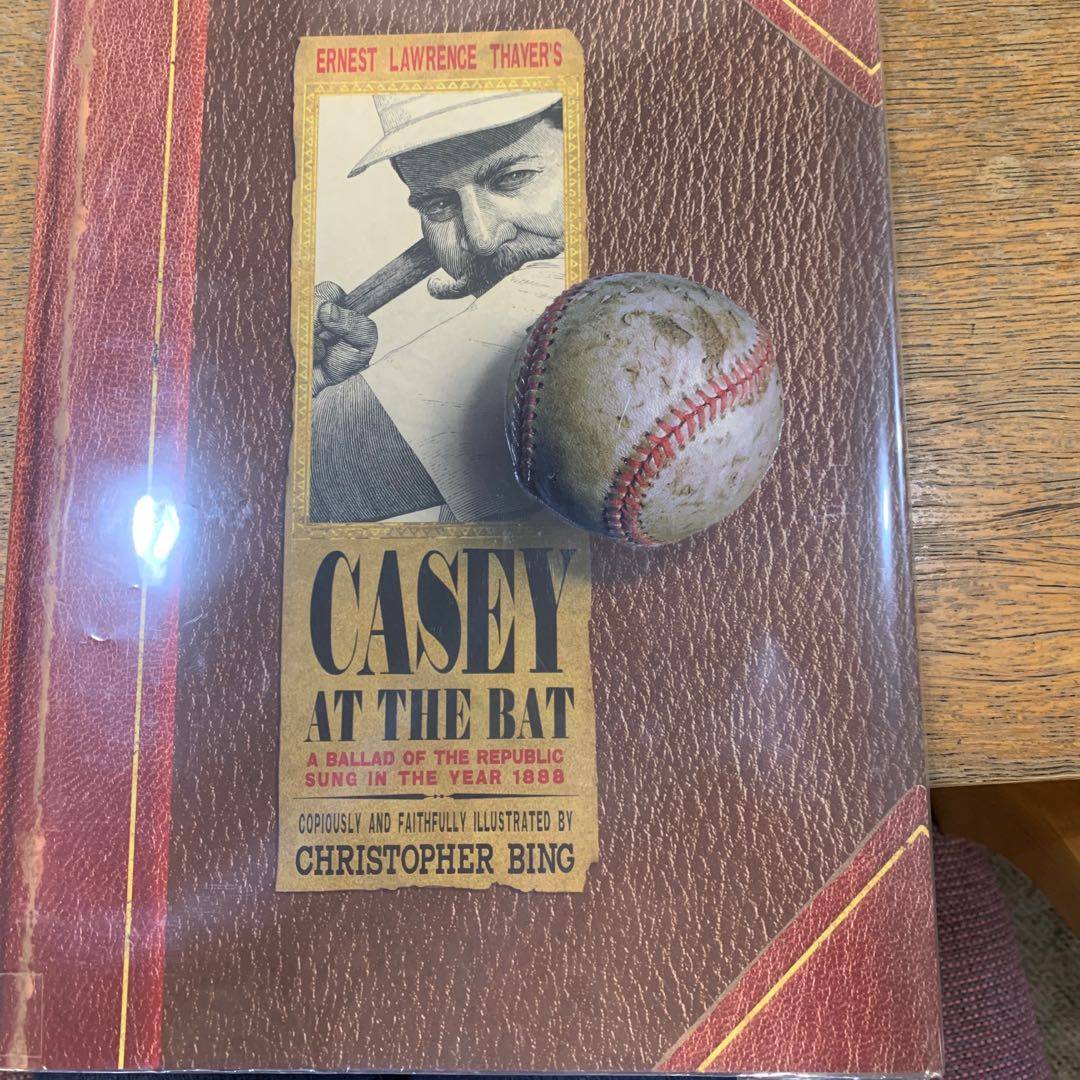 ERNEST LAWRENCE THAYER'S
CASEY
AT THE BAT
A BALLAD OF THE REPUBLIC
SUNG IN THE YEAR 1888
COPIOUSLY AND FAITHFULLY ILLUSTRATED BY
CHRISTOPHER BING